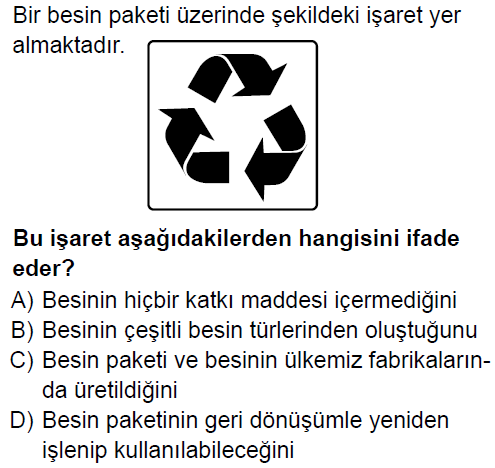 Bir besin paketi üzerinde şekildeki işaret yer
almaktadır.
Bu işaret aşağıdakilerden hangisini ifade
eder?
A) Besinin hiçbir katkı maddesi içermediğini
B) Besinin çeşitli besin türlerinden oluştuğunu
C) Besin paketi ve besinin ülkemiz fabrikaların-
da üretildiğini
D) Besin paketinin geri dönüşümle yeniden
işlenip kullanılabileceğini